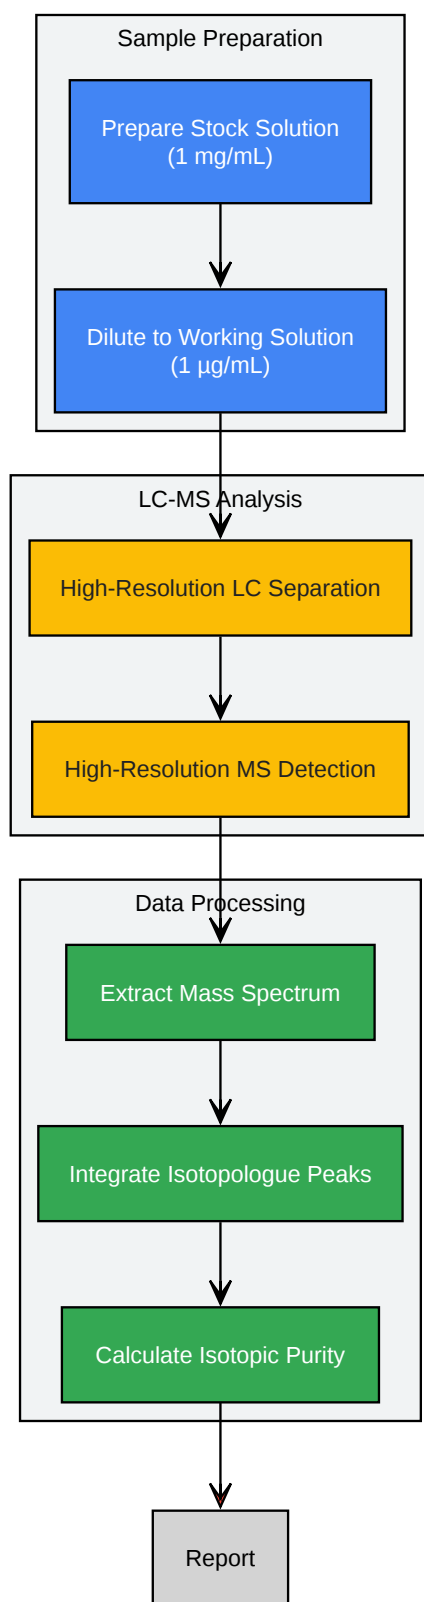 Sample Preparation
Prepare Stock Solution
(1 mg/mL)
Dilute to Working Solution
(1 µg/mL)
LC-MS Analysis
High-Resolution LC Separation
High-Resolution MS Detection
Data Processing
Extract Mass Spectrum
Integrate Isotopologue Peaks
Calculate Isotopic Purity
Report